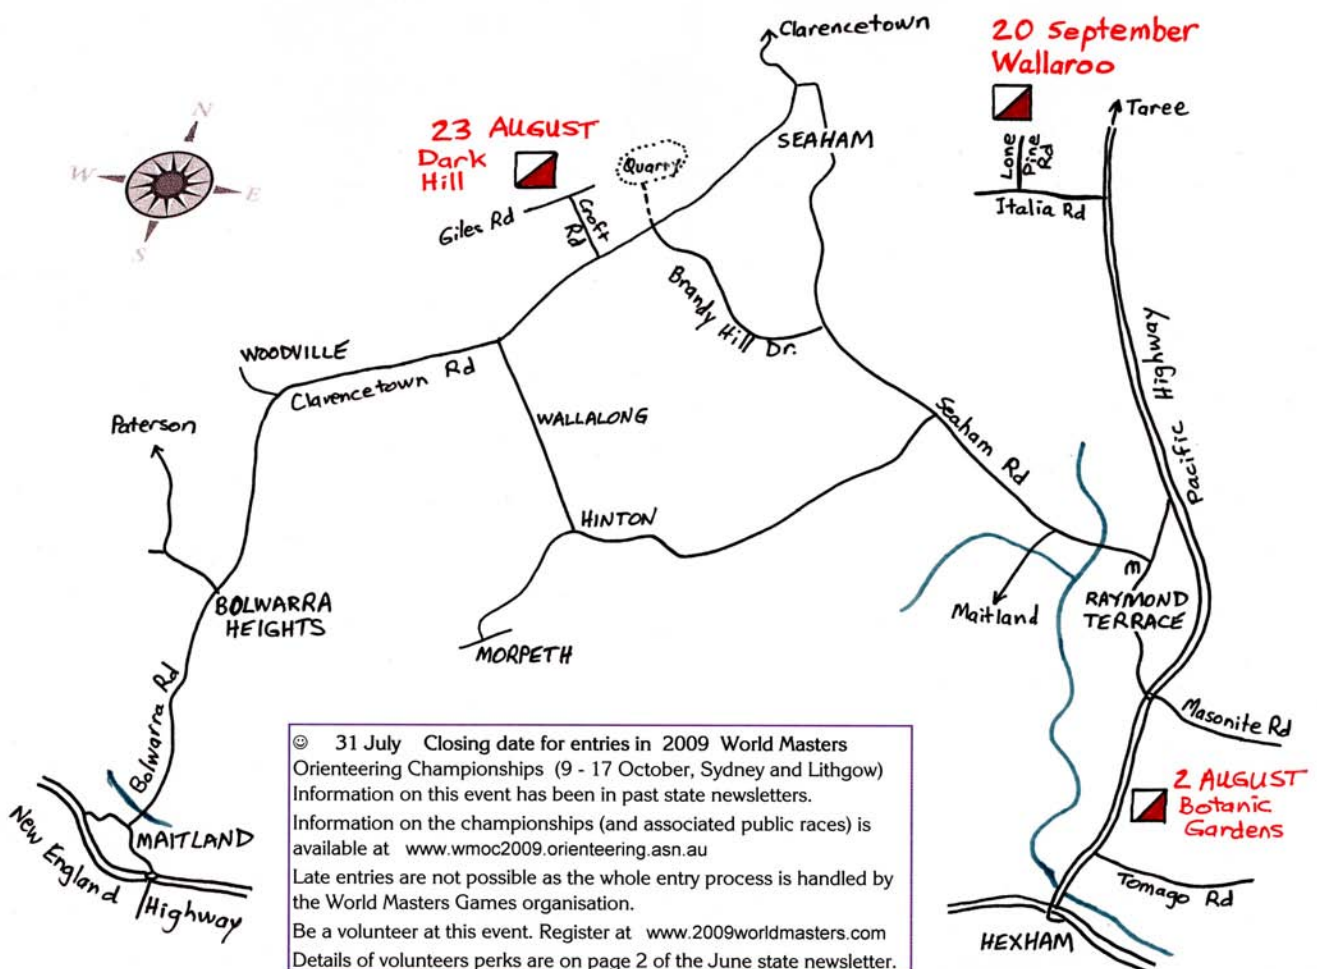 Clarencetown
20 September
Wallaroo
Taree
N
W
E
S
23 AUGUST
Dark
Hill
Quarry
SEAHAM
Lone
Pine
Rd
Italia Rd
Giles Rd
Croft
Rd
Brandy Hill Dr.
Pacific Highway
WOODVILLE
Clarencetown Rd
Paterson
WALLALONG
Seaham Rd
HINTON
BOLWARRA
HEIGHTS
Maitland
m
RAYMOND
TERRACE
MORPETH
Bolwarra Rd
Masonite Rd
2 AUGUST
Botanic
Gardens
MAITLAND
New England Highway
Tomago Rd
HEXHAM
☺ 31 July Closing date for entries in 2009 World Masters
Orienteering Championships (9 - 17 October, Sydney and Lithgow)
Information on this event has been in past state newsletters.
Information on the championships (and associated public races) is
available at www.wmoc2009.orienteering.asn.au
Late entries are not possible as the whole entry process is handled by
the World Masters Games organisation.
Be a volunteer at this event. Register at www.2009worldmasters.com
Details of volunteers perks are on page 2 of the June state newsletter.